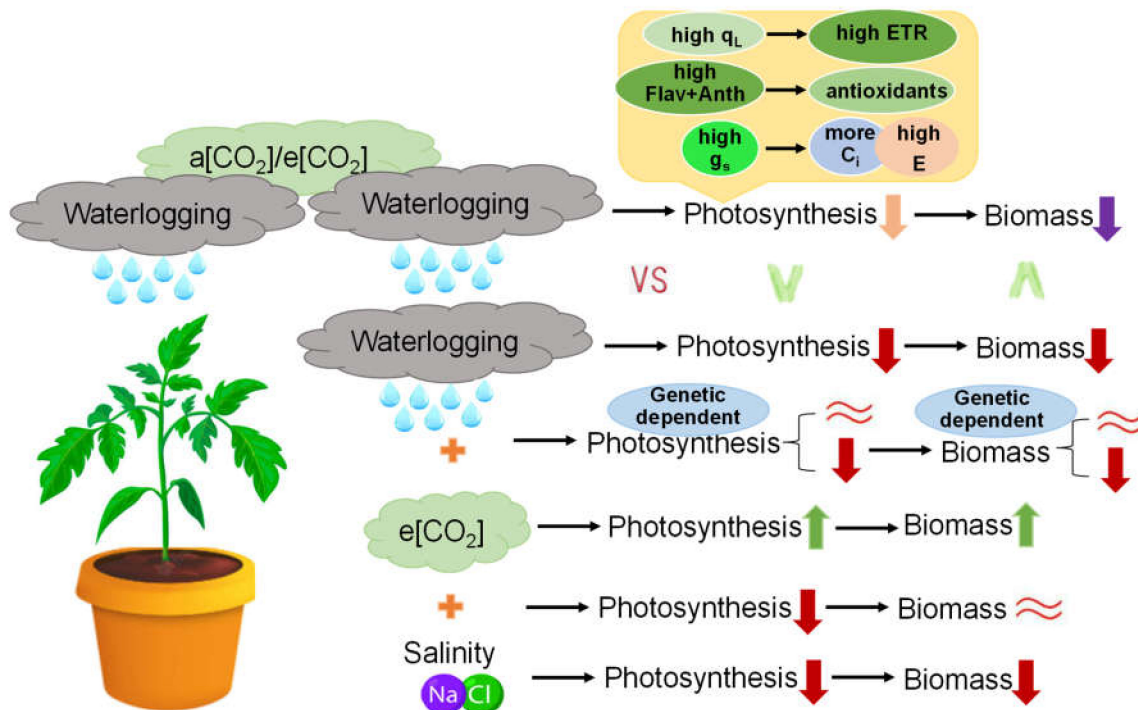 high qL
high ETR
high
Flav+Anth
antioxidants
high
gs
more
Ci
high
E
a[CO₂]/e[CO₂]
Waterlogging
Waterlogging
Photosynthesis
Biomass
VS
Waterlogging
Photosynthesis
Biomass
Genetic
dependent
Photosynthesis
Genetic
dependent
Biomass
e[CO₂]
Photosynthesis
Biomass
Photosynthesis
Biomass
Salinity
Na Cl
Photosynthesis
Biomass